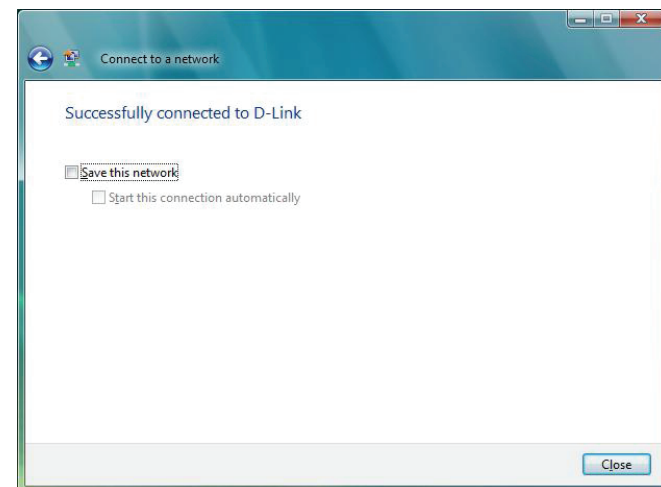 Connect to a network
Successfully connected to D-Link
Save this network
Start this connection automatically
Close